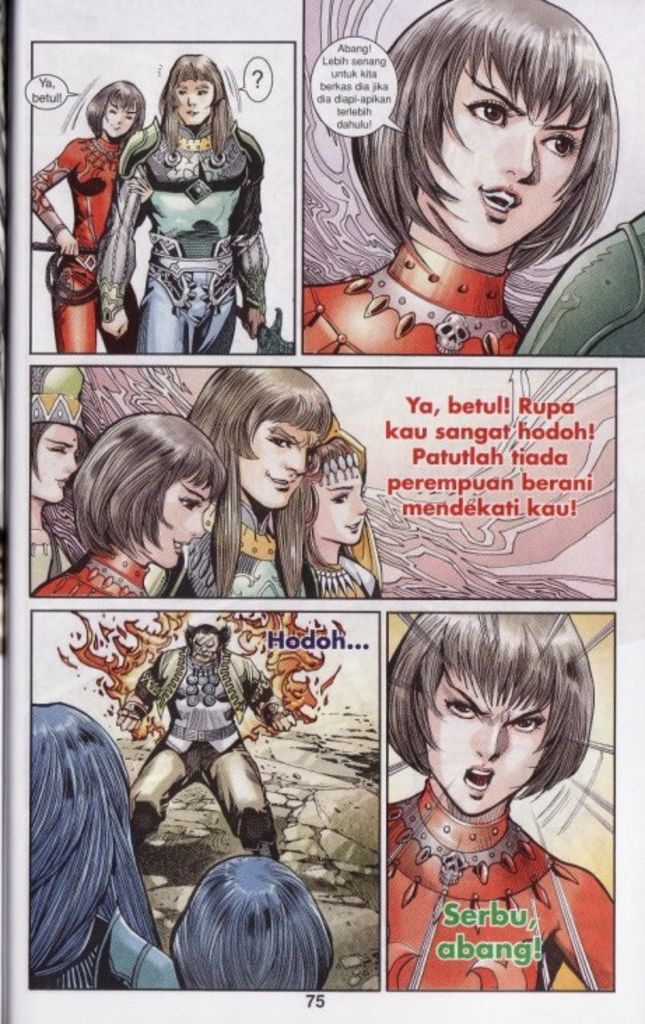 Ya,
betul!
?
Abang!
Lebih senang
untuk kita
berkas dia jika
dia diapi-apikan
terlebih
dahulu!
Ya, betul! Rupa
kau sangat hodoh!
Patutlah tiada
perempuan berani
mendekati kau!
Hodoh...
Serbu,
abang!
75